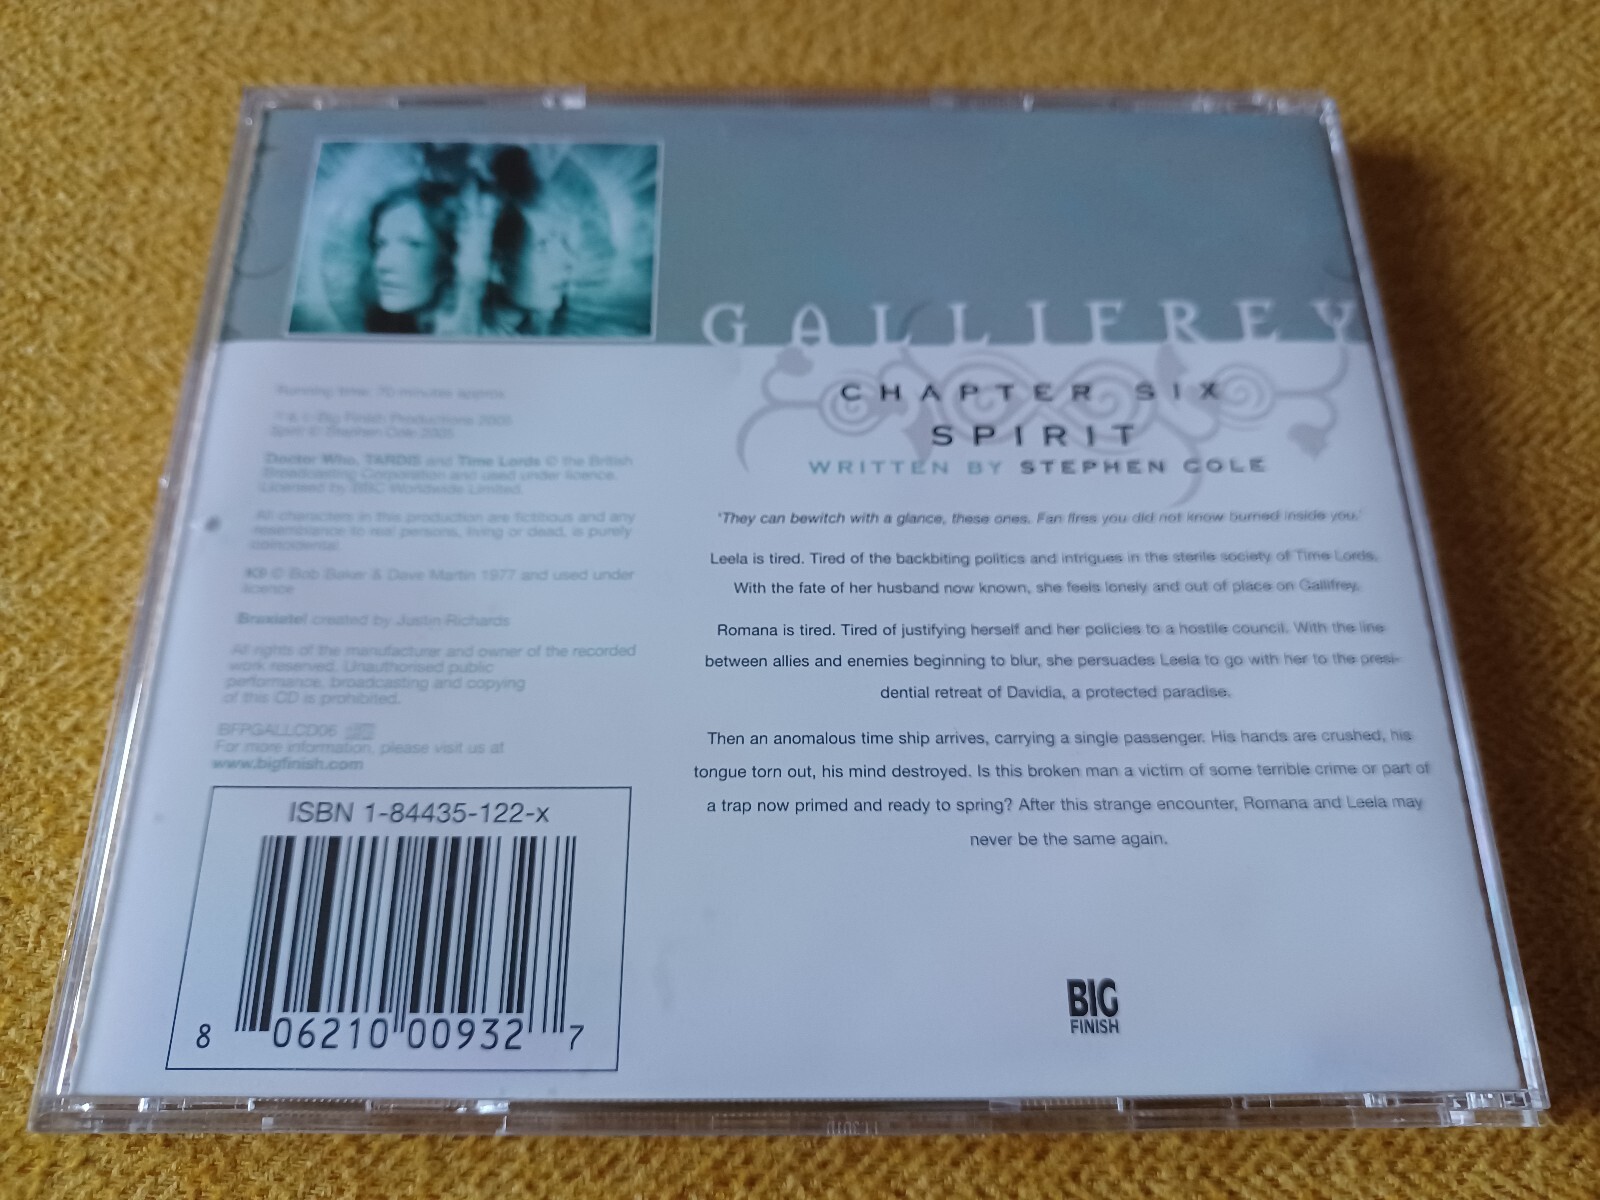 GALLIFREY
CHAPTER SIX
SPIRIT
WRITTEN BY STEPHEN COLE
'They can bewitch with a glance, these ones. Fan fires you did not know burned inside you.'
Leela is tired. Tired of the backbiting politics and intrigues in the sterile society of Time Lords.
With the fate of her husband now known, she feels lonely and out of place on Gallifrey.
Romana is tired. Tired of justifying herself and her policies to a hostile council. With the line
between allies and enemies beginning to blur, she persuades Leela to go with her to the presi-
dential retreat of Davidia, a protected paradise.
Then an anomalous time ship arrives, carrying a single passenger. His hands are crushed, his
tongue torn out, his mind destroyed. Is this broken man a victim of some terrible crime or part of
a trap now primed and ready to spring? After this strange encounter, Romana and Leela may
never be the same again.
BIG
FINISH
Running time: 70 minutes approx
Big Finish Productions 2005
Spirit © Stephen Cole 2005
Doctor Who, TARDIS and Time Lords © the British
Broadcasting Corporation and used under licence.
Licensed by BBC Worldwide Limited.
All characters in this production are fictitious and any
resemblance to real persons, living or dead, is purely
coincidental.
K9 © Bob Baker & Dave Martin 1977 and used under
licence
Braxiatel created by Justin Richards
All rights of the manufacturer and owner of the recorded
work reserved. Unauthorised public
performance, broadcasting and copying
of this CD is prohibited.
BFPGALLCD06
For more information, please visit us at
www.bigfinish.com
ISBN 1-84435-122-x
8 06210 00932 7